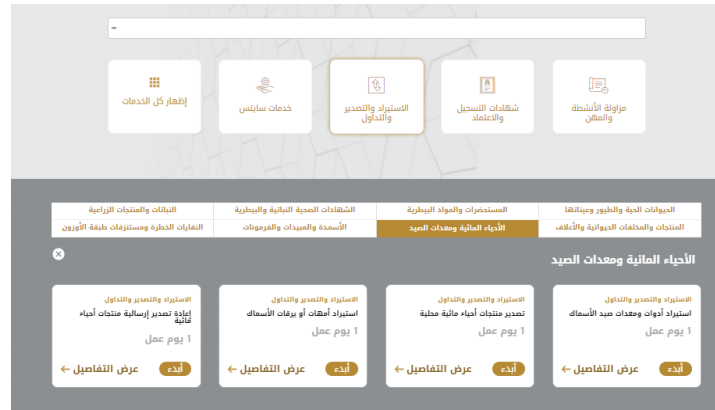 مزاولة الأنشطة
والمهن
شهادات التسجيل
والاعتماد
الاستيراد والتصدير
والتداول
خدمات سايتس
إظهار كل الخدمات
الحيوانات الحية والطيور وعيناتها
المستحضرات والمواد البيطرية
الشهادات الصحية النباتية والبيطرية
النباتات والمنتجات الزراعية
المنتجات والمخلفات الحيوانية والأعلاف
الأحياء المائية ومعدات الصيد
الأسمدة والمبيدات والفرمونات
النفايات الخطرة ومستنزفات طبقة الأوزون
الأحياء المائية ومعدات الصيد
الاستيراد والتصدير والتداول
استيراد أدوات ومعدات صيد الأسماك
1 يوم عمل
أبدء
عرض التفاصيل
الاستيراد والتصدير والتداول
تصدير منتجات أحياء مائية محلية
1 يوم عمل
أبدء
عرض التفاصيل
الاستيراد والتصدير والتداول
استيراد أمهات أو يرقات الأسماك
1 يوم عمل
أبدء
عرض التفاصيل
الاستيراد والتصدير والتداول
إعادة تصدير إرسالية منتجات أحياء
مائية
1 يوم عمل
أبدء
عرض التفاصيل